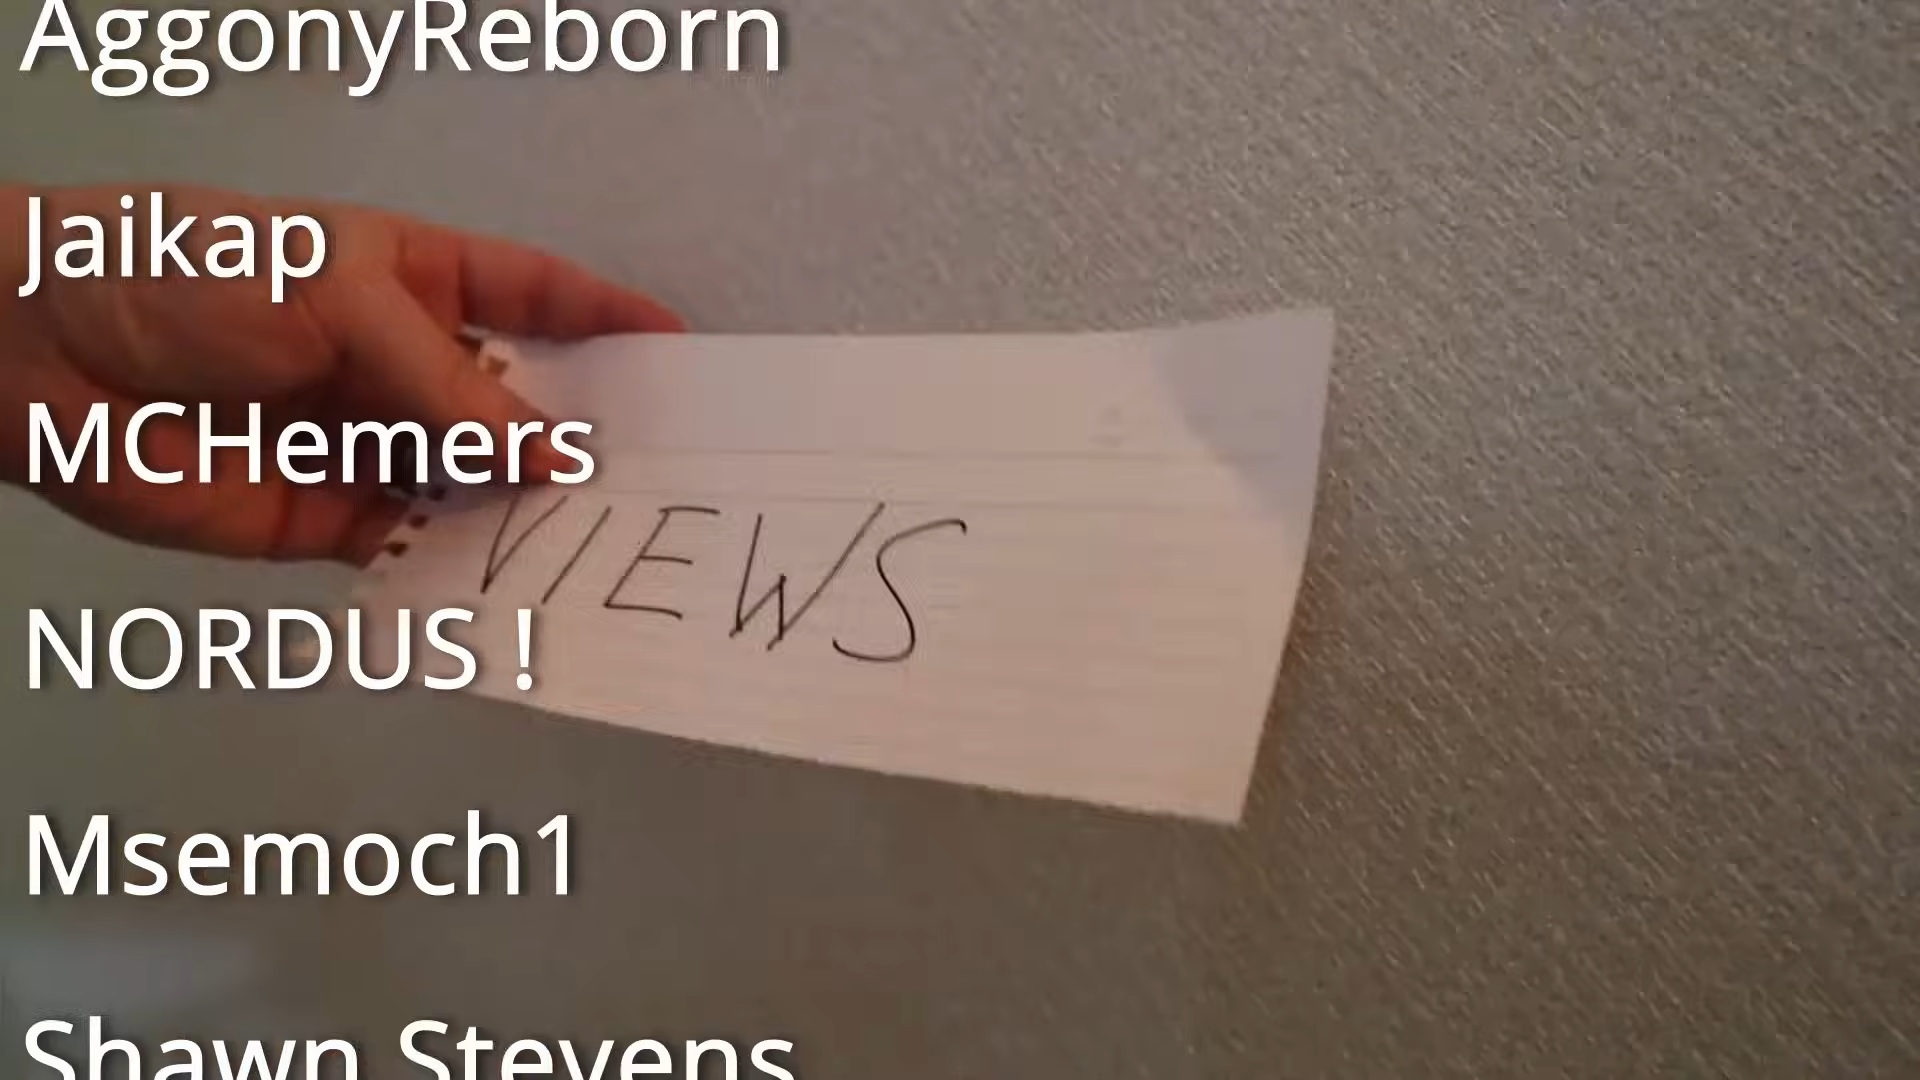 AggonyReborn
Jaikap
MCHemers
VIEWS
NORDUS !
Msemoch1
Shawn Stevens